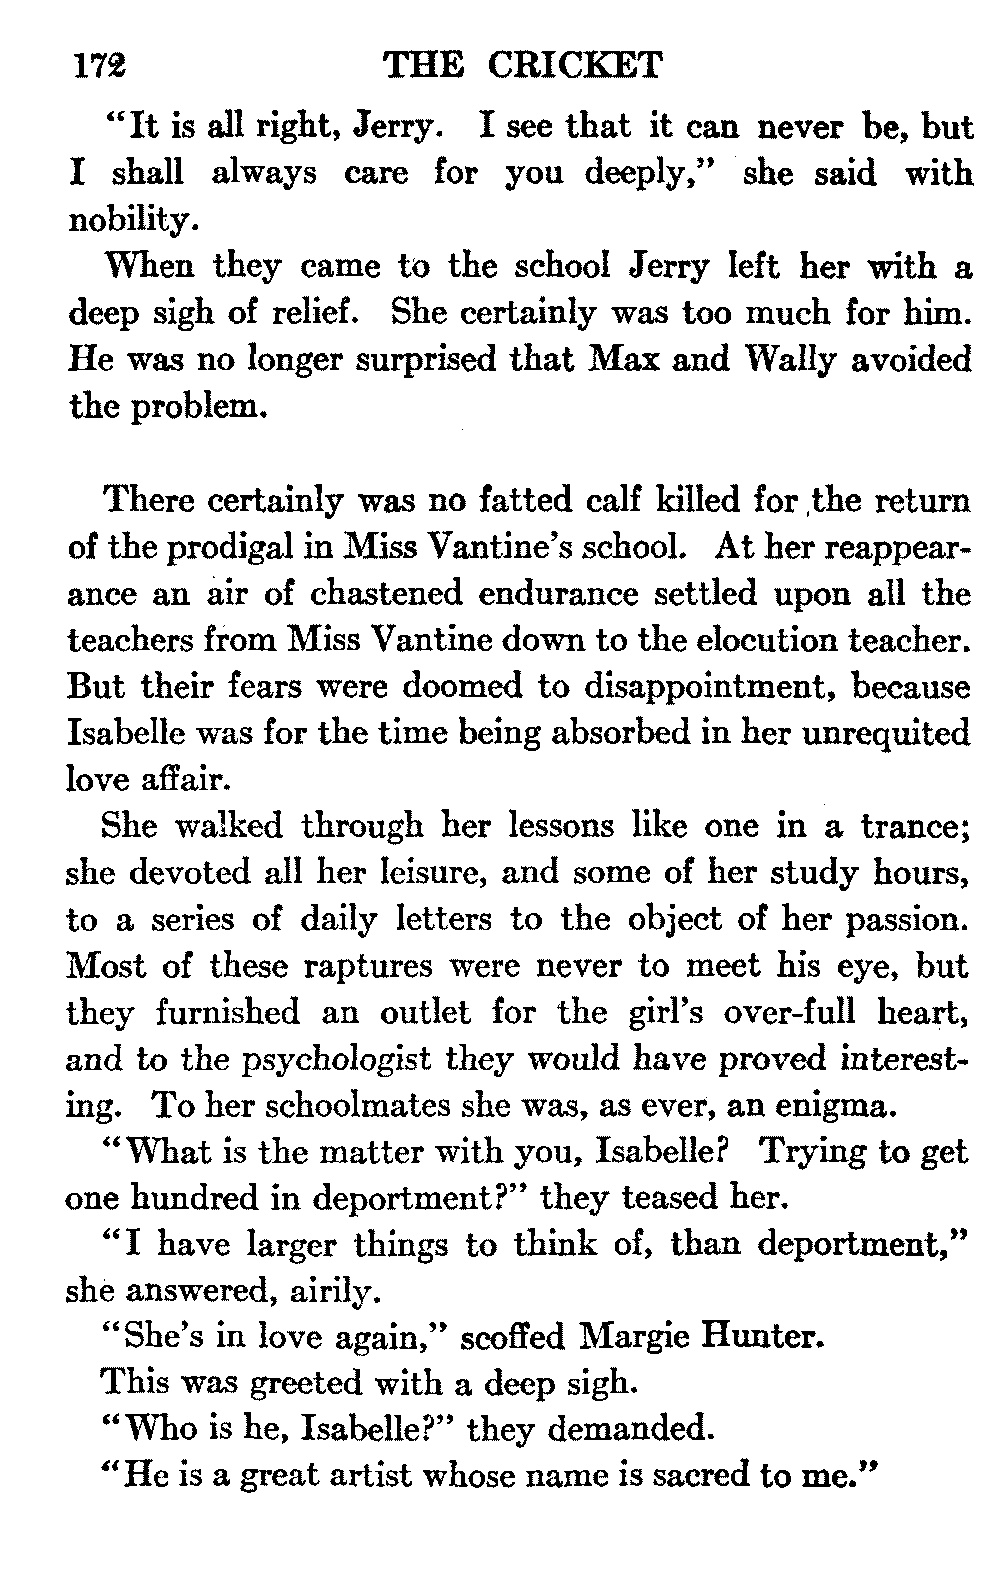 172 THE CRICKET
“It is all right, Jerry. I see that it can never be, but
I shall always care for you deeply,” she said with
nobility.
When they came to the school Jerry left her with a
deep sigh of relief. She certainly was too much for him.
He was no longer surprised that Max and Wally avoided
the problem.
There certainly was no fatted calf killed for the return
of the prodigal in Miss Vantine’s school. At her reappear-
ance an air of chastened endurance settled upon all the
teachers from Miss Vantine down to the elocution teacher.
But their fears were doomed to disappointment, because
Isabelle was for the time being absorbed in her unrequited
love affair.
She walked through her lessons like one in a trance;
she devoted all her leisure, and some of her study hours,
to a series of daily letters to the object of her passion.
Most of these raptures were never to meet his eye, but
they furnished an outlet for the girl’s over-full heart,
and to the psychologist they would have proved interest-
ing. To her schoolmates she was, as ever, an enigma.
“What is the matter with you, Isabelle? Trying to get
one hundred in deportment?” they teased her.
“I have larger things to think of, than deportment,”
she answered, airily.
“She’s in love again,” scoffed Margie Hunter.
This was greeted with a deep sigh.
“Who is he, Isabelle?” they demanded.
“He is a great artist whose name is sacred to me.”